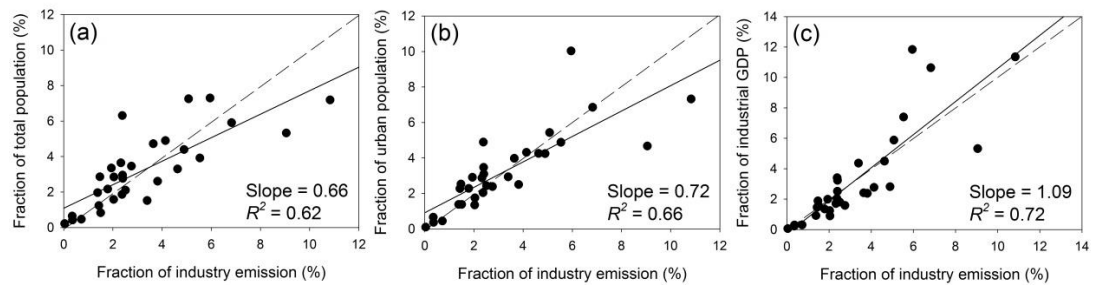 (a)
Fraction of total population (%)
12
10
8
6
4
2
0
Slope = 0.66
R² = 0.62
0 2 4 6 8 10 12
Fraction of industry emission (%)
(b)
Fraction of urban population (%)
12
10
8
6
4
2
0
Slope = 0.72
R² = 0.66
0 2 4 6 8 10 12
Fraction of industry emission (%)
(c)
Fraction of industrial GDP (%)
14
12
10
8
6
4
2
0
Slope = 1.09
R² = 0.72
0 2 4 6 8 10 12 14
Fraction of industry emission (%)